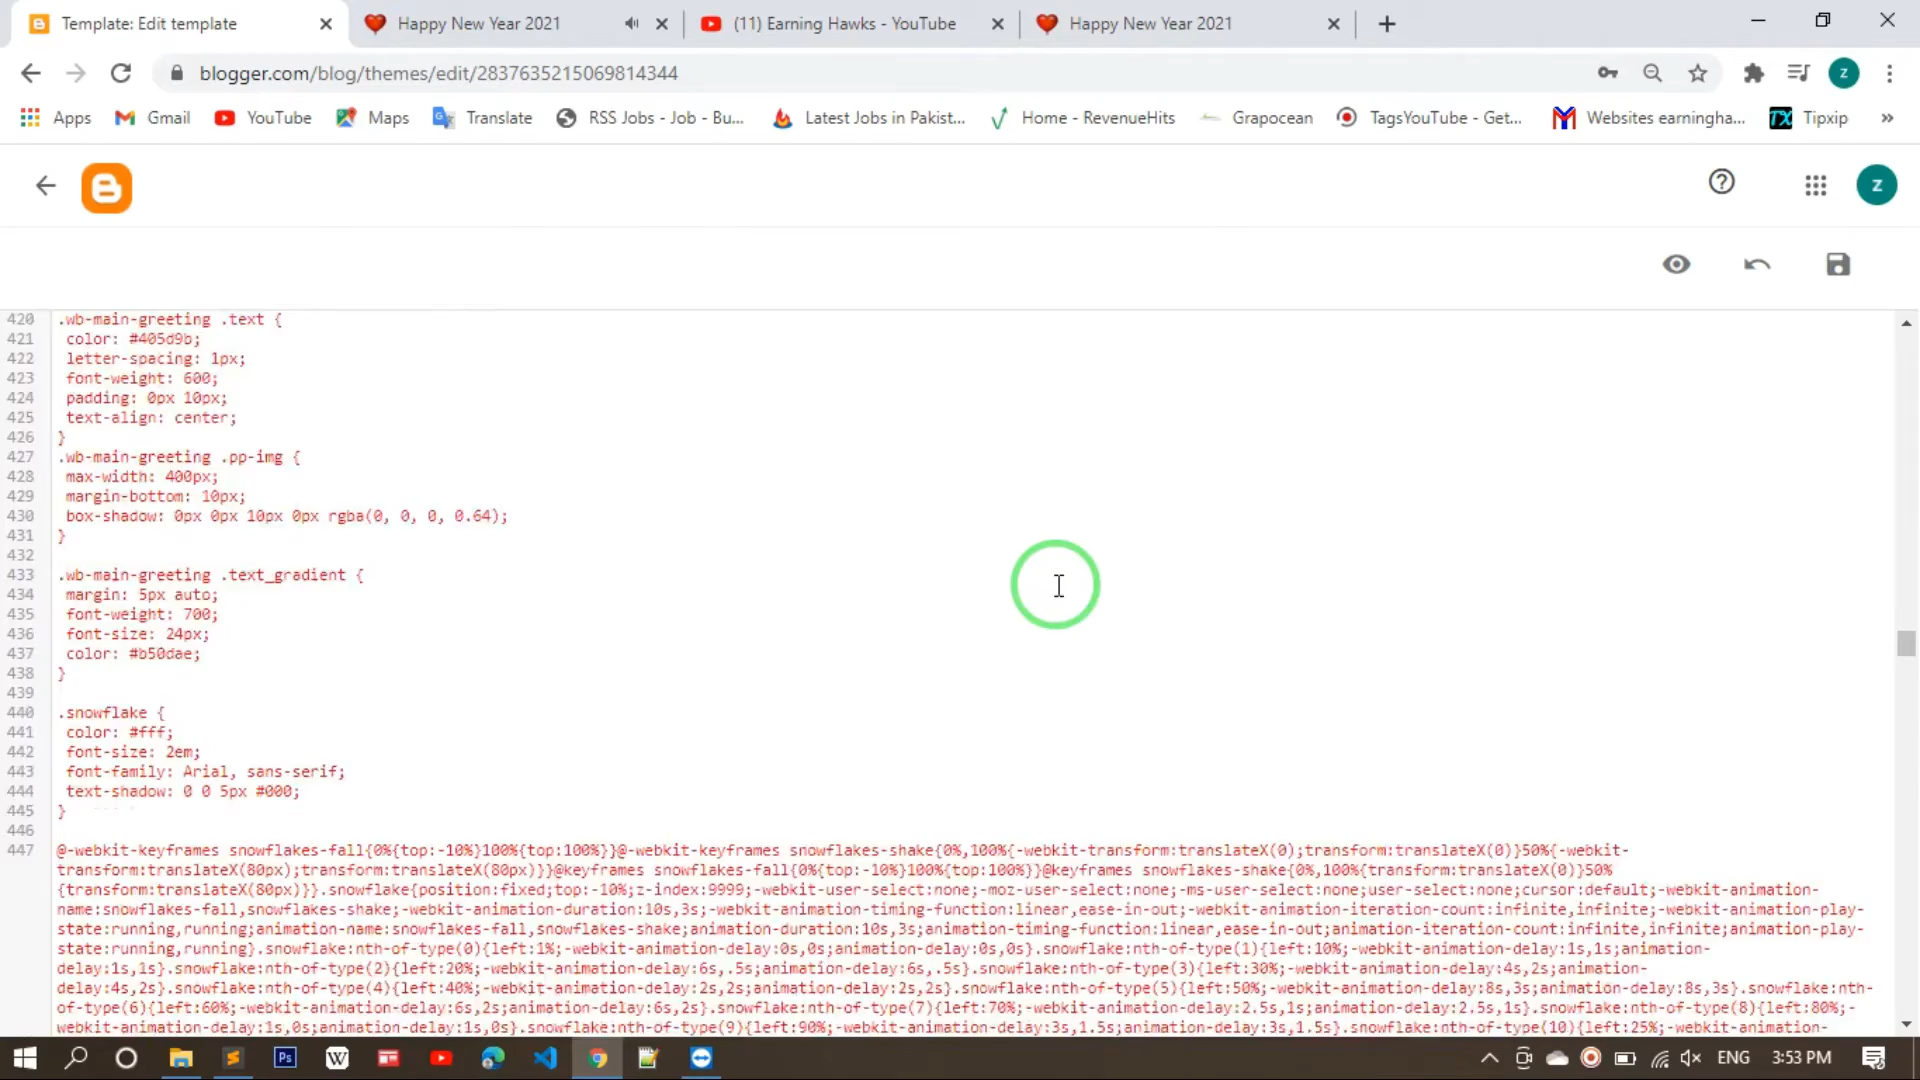 Template: Edit template
Happy New Year 2021
(11) Earning Hawks - YouTube
Happy New Year 2021
blogger.com/blog/themes/edit/2837635215069814344
z
Apps
Gmail
YouTube
Maps
Translate
RSS Jobs - Job - Bu...
Latest Jobs in Pakist...
Home - RevenueHits
Grapocean
TagsYouTube - Get...
Websites earningha...
TX Tipxip
»
z
420 .wb-main-greeting .text {
421 color: #405d9b;
422 letter-spacing: 1px;
423 font-weight: 600;
424 padding: 0px 10px;
425 text-align: center;
426 }
427 .wb-main-greeting .pp-img {
428 max-width: 400px;
429 margin-bottom: 10px;
430 box-shadow: 0px 0px 10px 0px rgba(0, 0, 0, 0.64);
431 }
432
433 .wb-main-greeting .text_gradient {
434 margin: 5px auto;
435 font-weight: 700;
436 font-size: 24px;
437 color: #b50dae;
438 }
439
440 .snowflake {
441 color: #fff;
442 font-size: 2em;
443 font-family: Arial, sans-serif;
444 text-shadow: 0 0 5px #000;
445 }
446
447 @-webkit-keyframes snowflakes-fall{0%{top:-10%}100%{top:100%}}@-webkit-keyframes snowflakes-shake{0%,100%{-webkit-transform:translateX(0);transform:translateX(0)}50%{-webkit-
transform:translateX(80px);transform:translateX(80px)}}@keyframes snowflakes-fall{0%{top:-10%}100%{top:100%}}@keyframes snowflakes-shake{0%,100%{transform:translateX(0)}50%
{transform:translateX(80px)}}.snowflake{position:fixed;top:-10%;z-index:9999;-webkit-user-select:none;-moz-user-select:none;-ms-user-select:none;user-select:none;cursor:default;-webkit-animation-
name:snowflakes-fall,snowflakes-shake;-webkit-animation-duration:10s,3s;-webkit-animation-timing-function:linear,ease-in-out;-webkit-animation-iteration-count:infinite,infinite;-webkit-animation-play-
state:running,running;animation-name:snowflakes-fall,snowflakes-shake;animation-duration:10s,3s;animation-timing-function:linear,ease-in-out;animation-iteration-count:infinite,infinite;animation-play-
state:running,running}.snowflake:nth-of-type(0){left:1%;-webkit-animation-delay:0s,0s;animation-delay:0s,0s}.snowflake:nth-of-type(1){left:10%;-webkit-animation-delay:1s,1s;animation-
delay:1s,1s}.snowflake:nth-of-type(2){left:20%;-webkit-animation-delay:6s,.5s;animation-delay:6s,.5s}.snowflake:nth-of-type(3){left:30%;-webkit-animation-delay:4s,2s;animation-
delay:4s,2s}.snowflake:nth-of-type(4){left:40%;-webkit-animation-delay:2s,2s;animation-delay:2s,2s}.snowflake:nth-of-type(5){left:50%;-webkit-animation-delay:8s,3s;animation-delay:8s,3s}.snowflake:nth-
of-type(6){left:60%;-webkit-animation-delay:6s,2s;animation-delay:6s,2s}.snowflake:nth-of-type(7){left:70%;-webkit-animation-delay:2.5s,1s;animation-delay:2.5s,1s}.snowflake:nth-of-type(8){left:80%;-
webkit-animation-delay:1s,0s;animation-delay:1s,0s}.snowflake:nth-of-type(9){left:90%;-webkit-animation-delay:3s,1.5s;animation-delay:3s,1.5s}.snowflake:nth-of-type(10){left:25%;-webkit-animation-
Ps
W
ENG
3:53 PM